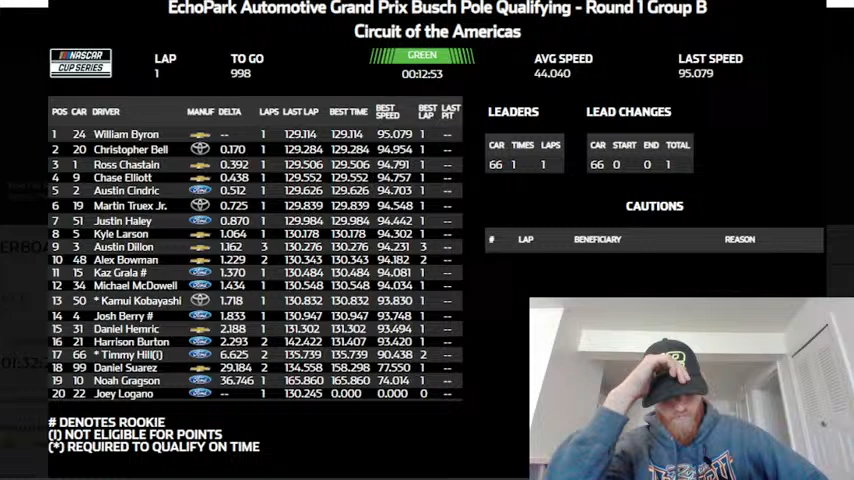 EchoPark Automotive Grand Prix Busch Pole Qualifying - Round 1 Group B
Circuit of the Americas
NASCAR
CUP SERIES
LAP TO GO GREEN AVG SPEED LAST SPEED
1 998 00:12:53 44.040 95.079
POS CAR DRIVER MANUF DELTA LAPS LAST LAP BEST TIME BEST SPEED BEST LAP LAST PIT
1 24 William Byron -- 1 129.114 129.114 95.079 1 --
2 20 Christopher Bell 0.170 1 129.284 129.284 94.954 1 --
3 1 Ross Chastain 0.392 1 129.506 129.506 94.791 1 --
4 9 Chase Elliott 0.438 1 129.552 129.552 94.757 1 --
5 2 Austin Cindric 0.512 1 129.626 129.626 94.703 1 --
6 19 Martin Truex Jr. 0.725 1 129.839 129.839 94.548 1 --
7 51 Justin Haley 0.870 1 129.984 129.984 94.442 1 --
8 5 Kyle Larson 1.064 1 130.178 130.178 94.302 1 --
9 3 Austin Dillon 1.162 3 130.276 130.276 94.231 3 --
10 48 Alex Bowman 1.229 2 130.343 130.343 94.182 2 --
11 15 Kaz Grala # 1.370 1 130.484 130.484 94.081 1 --
12 34 Michael McDowell 1.434 1 130.548 130.548 94.034 1 --
13 50 * Kamui Kobayashi 1.718 1 130.832 130.832 93.830 1 --
14 4 Josh Berry # 1.833 1 130.947 130.947 93.748 1 --
15 31 Daniel Hemric 2.188 1 131.302 131.302 93.494 1 --
16 21 Harrison Burton 2.293 2 142.422 131.407 93.420 1 --
17 66 * Timmy Hill(i) 6.625 2 135.739 135.739 90.438 2 --
18 99 Daniel Suarez 29.184 2 134.558 158.298 77.550 1 --
19 10 Noah Gragson 36.746 1 165.860 165.860 74.014 1 --
20 22 Joey Logano -- 1 130.245 0.000 0.000 0 --
# DENOTES ROOKIE
(i) NOT ELIGIBLE FOR POINTS
(*) REQUIRED TO QUALIFY ON TIME
LEADERS
CAR TIMES LAPS
66 1 1
LEAD CHANGES
CAR START END TOTAL
66 0 0 1
CAUTIONS
# LAP BENEFICIARY REASON